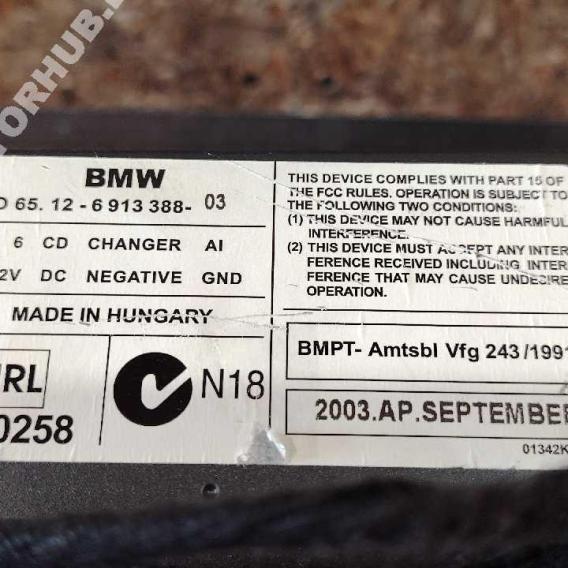 TORHUB.
BMW
D 65. 12 - 6 913 388- 03
6 CD CHANGER AI
2V DC NEGATIVE GND
MADE IN HUNGARY
RL
0258
N18
THIS DEVICE COMPLIES WITH PART 15 OF
THE FCC RULES. OPERATION IS SUBJECT TO
THE FOLLOWING TWO CONDITIONS:
(1) THIS DEVICE MAY NOT CAUSE HARMFUL
INTERFERENCE.
(2) THIS DEVICE MUST ACCEPT ANY INTER
FERENCE RECEIVED INCLUDING INTER
FERENCE THAT MAY CAUSE UNDESIRE
OPERATION.
BMPT- Amtsbl Vfg 243/1991
2003.AP.SEPTEMBER
01342K